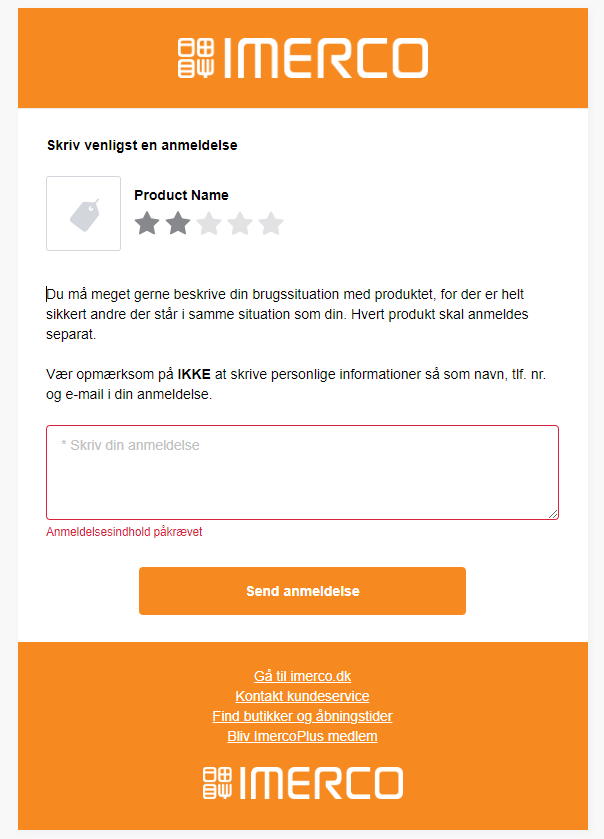 IMERCO
Skriv venligst en anmeldelse
Product Name
Du må meget gerne beskrive din brugssituation med produktet, for der er helt
sikkert andre der står i samme situation som din. Hvert produkt skal anmeldes
separat.
Vær opmærksom på IKKE at skrive personlige informationer så som navn, tlf. nr.
og e-mail i din anmeldelse.
* Skriv din anmeldelse
Anmeldelsesindhold påkrævet
Send anmeldelse
Gå til imerco.dk
Kontakt kundeservice
Find butikker og åbningstider
Bliv ImercoPlus medlem
IMERCO